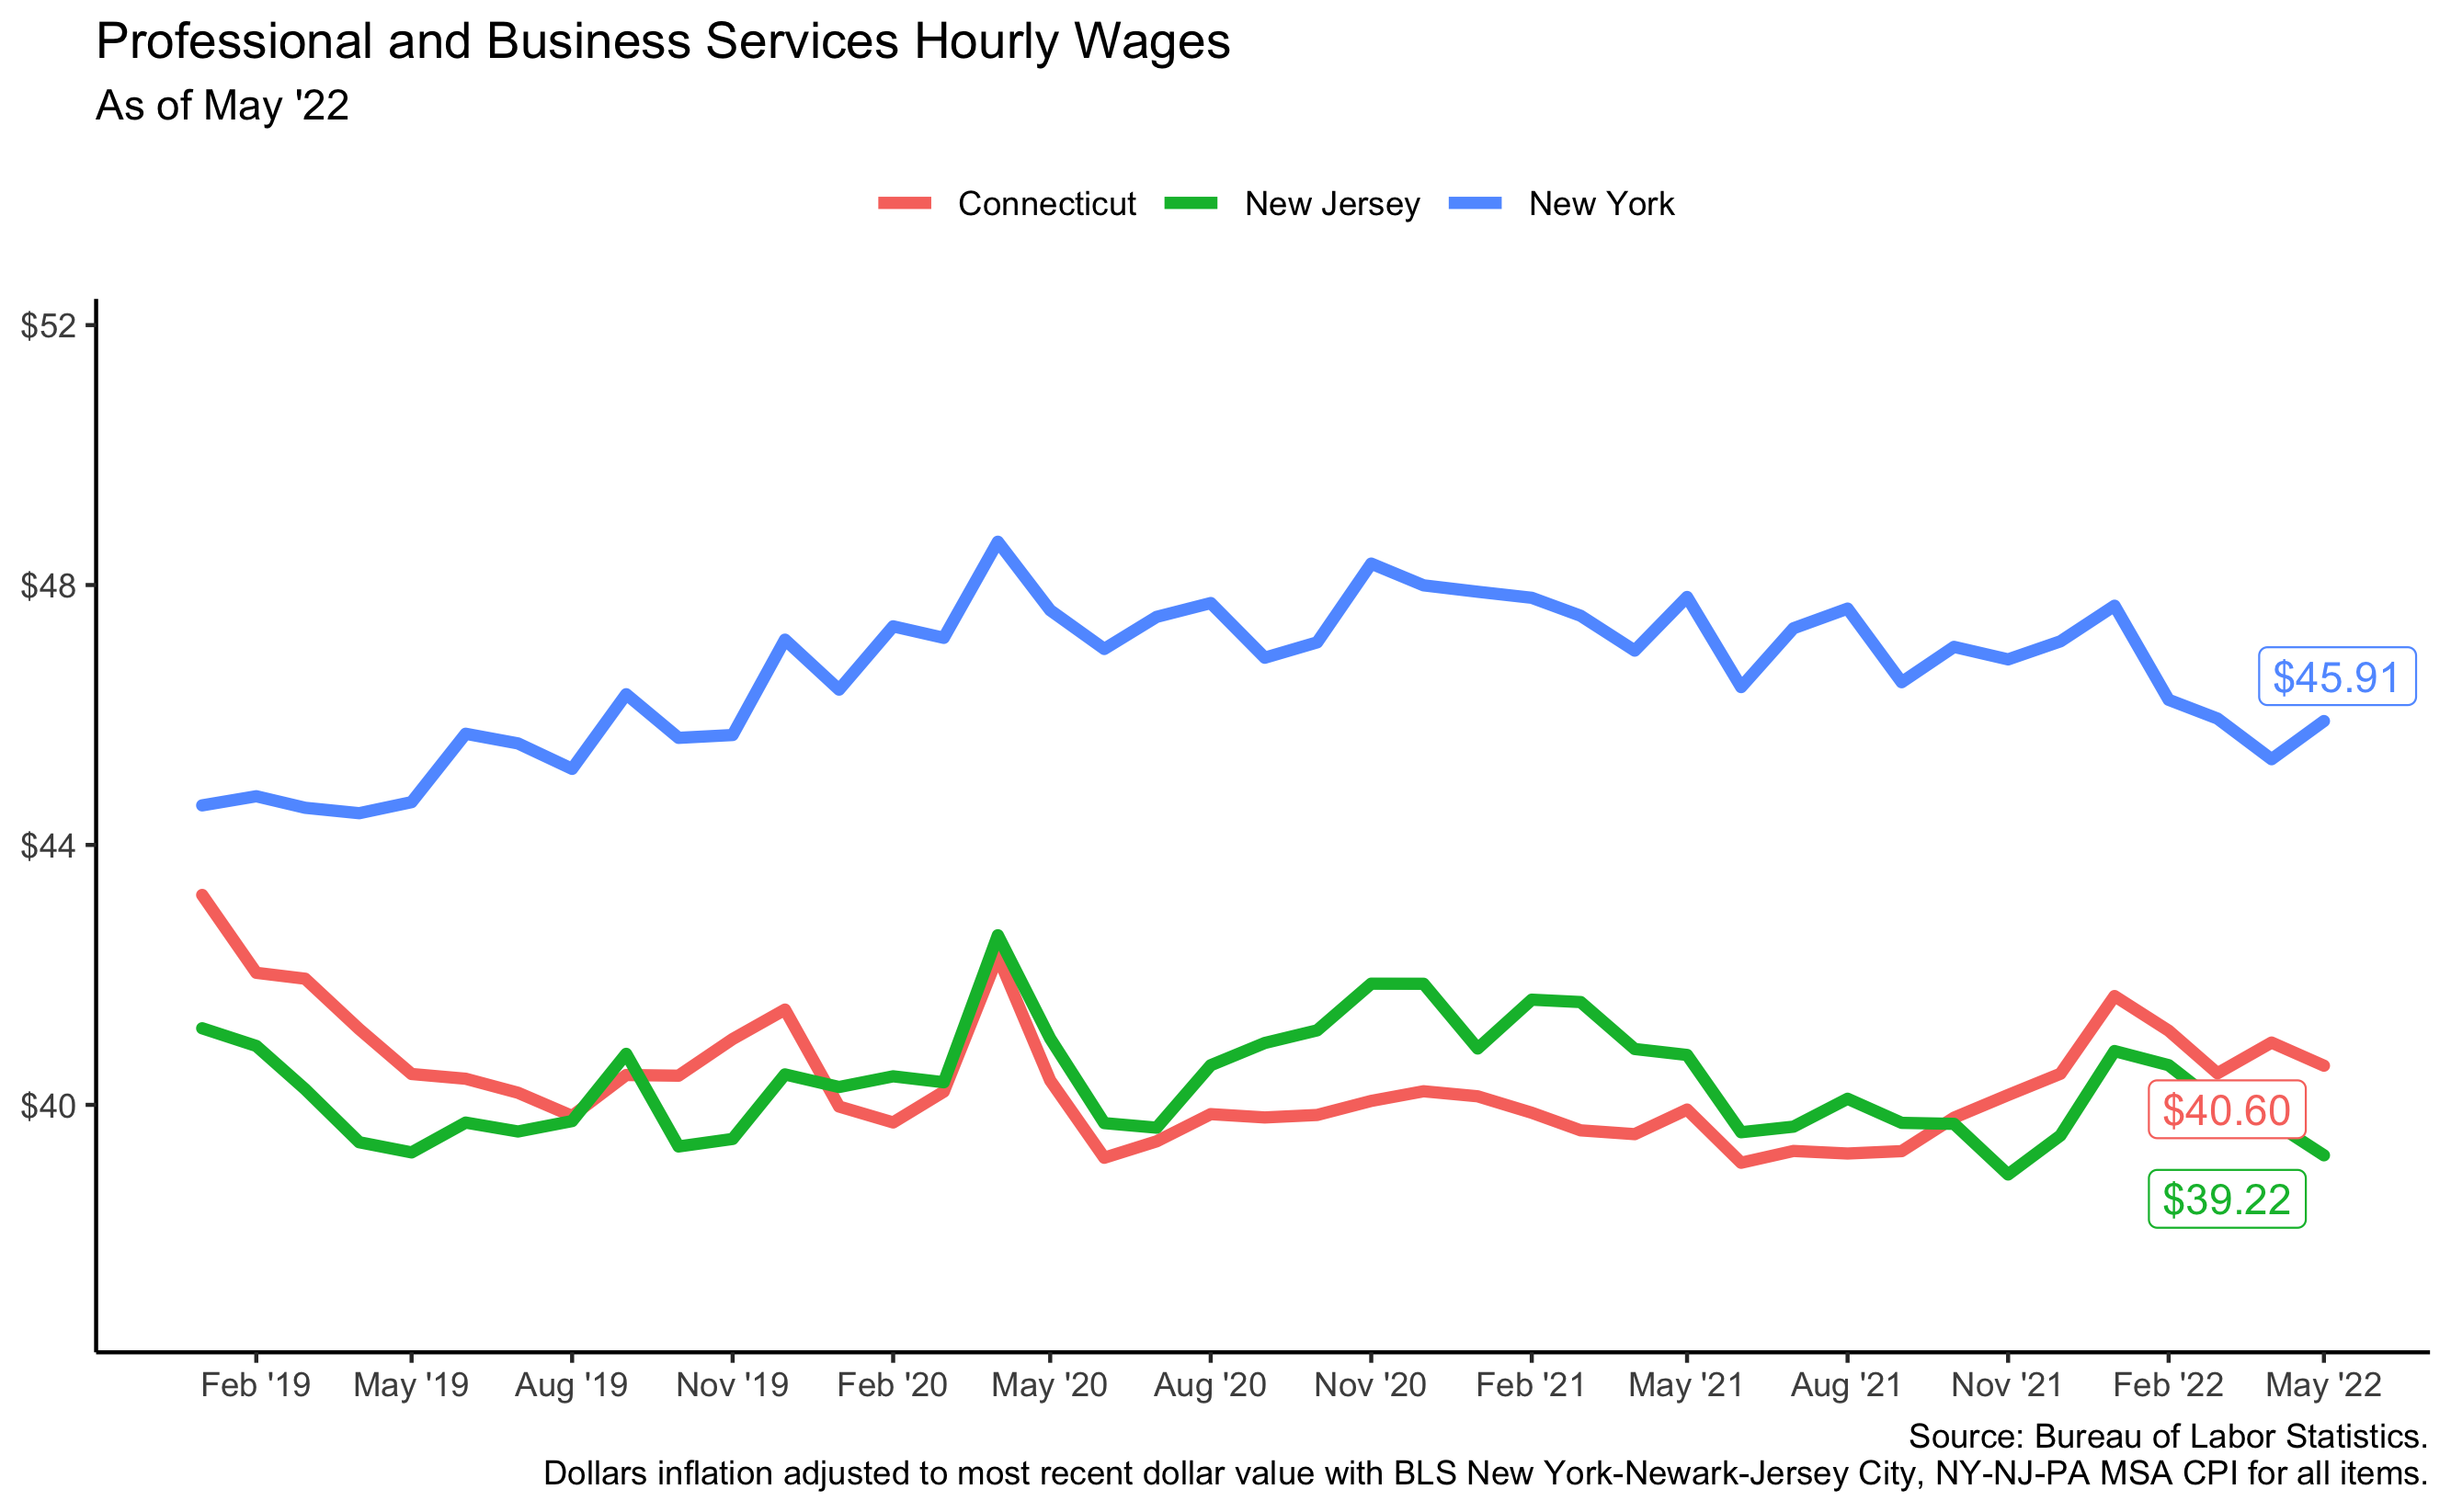 Professional and Business Services Hourly Wages
As of May '22
Connecticut New Jersey New York
$52
$48
$44
$40
$45.91
$40.60
$39.22
Feb '19 May '19 Aug '19 Nov '19 Feb '20 May '20 Aug '20 Nov '20 Feb '21 May '21 Aug '21 Nov '21 Feb '22 May '22
Source: Bureau of Labor Statistics.
Dollars inflation adjusted to most recent dollar value with BLS New York-Newark-Jersey City, NY-NJ-PA MSA CPI for all items.